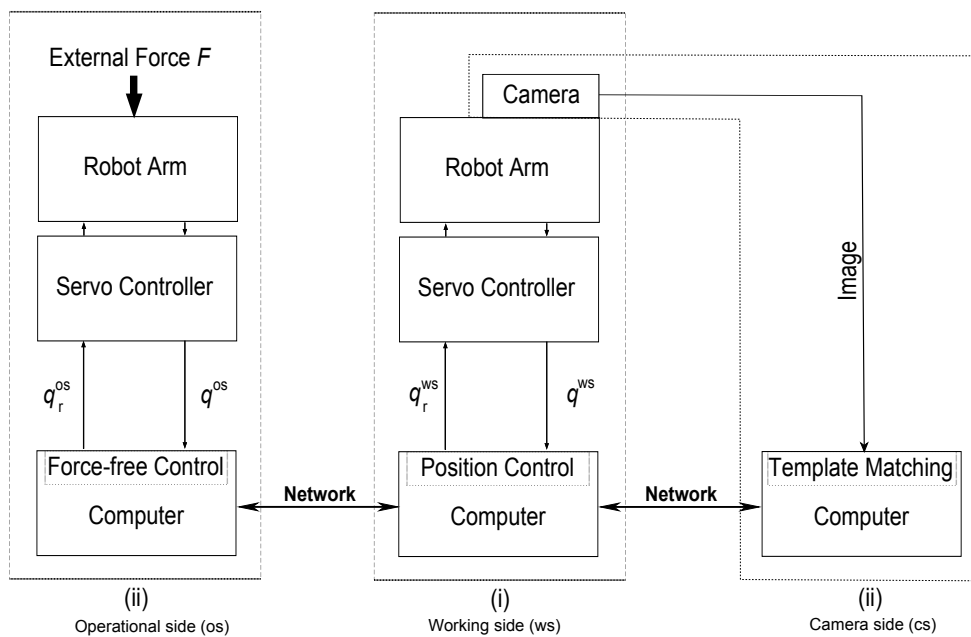 External Force F
Robot Arm
Servo Controller
q_r^os q^os
Force-free Control
Computer
(ii)
Operational side (os)
Network
Camera
Robot Arm
Servo Controller
q_r^ws q^ws
Position Control
Computer
(i)
Working side (ws)
Network
Image
Template Matching
Computer
(ii)
Camera side (cs)